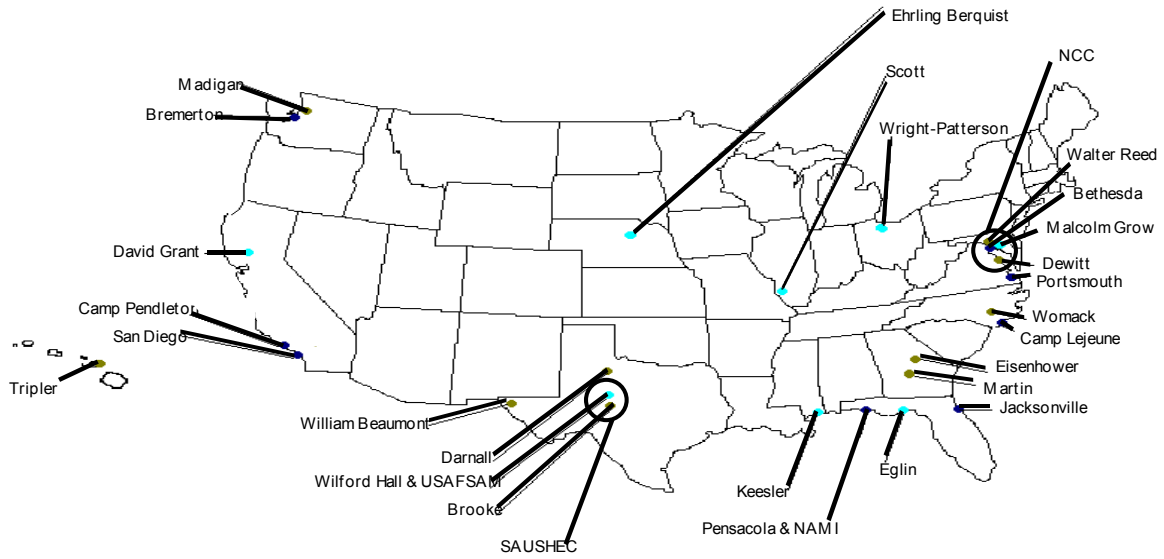 Ehrling Berquist
NCC
Scott
Madigan
Bremerton
Wright-Patterson
Walter Reed
Bethesda
Malcolm Grow
David Grant
Dewitt
Portsmouth
Camp Pendleton
Womack
San Diego
Camp Lejeune
Eisenhower
Tripler
Martin
William Beaumont
Jacksonville
Darnall
Eglin
Wilford Hall & USAFSAM
Keesler
Brooke
Pensacola & NAMI
SAUSHEC